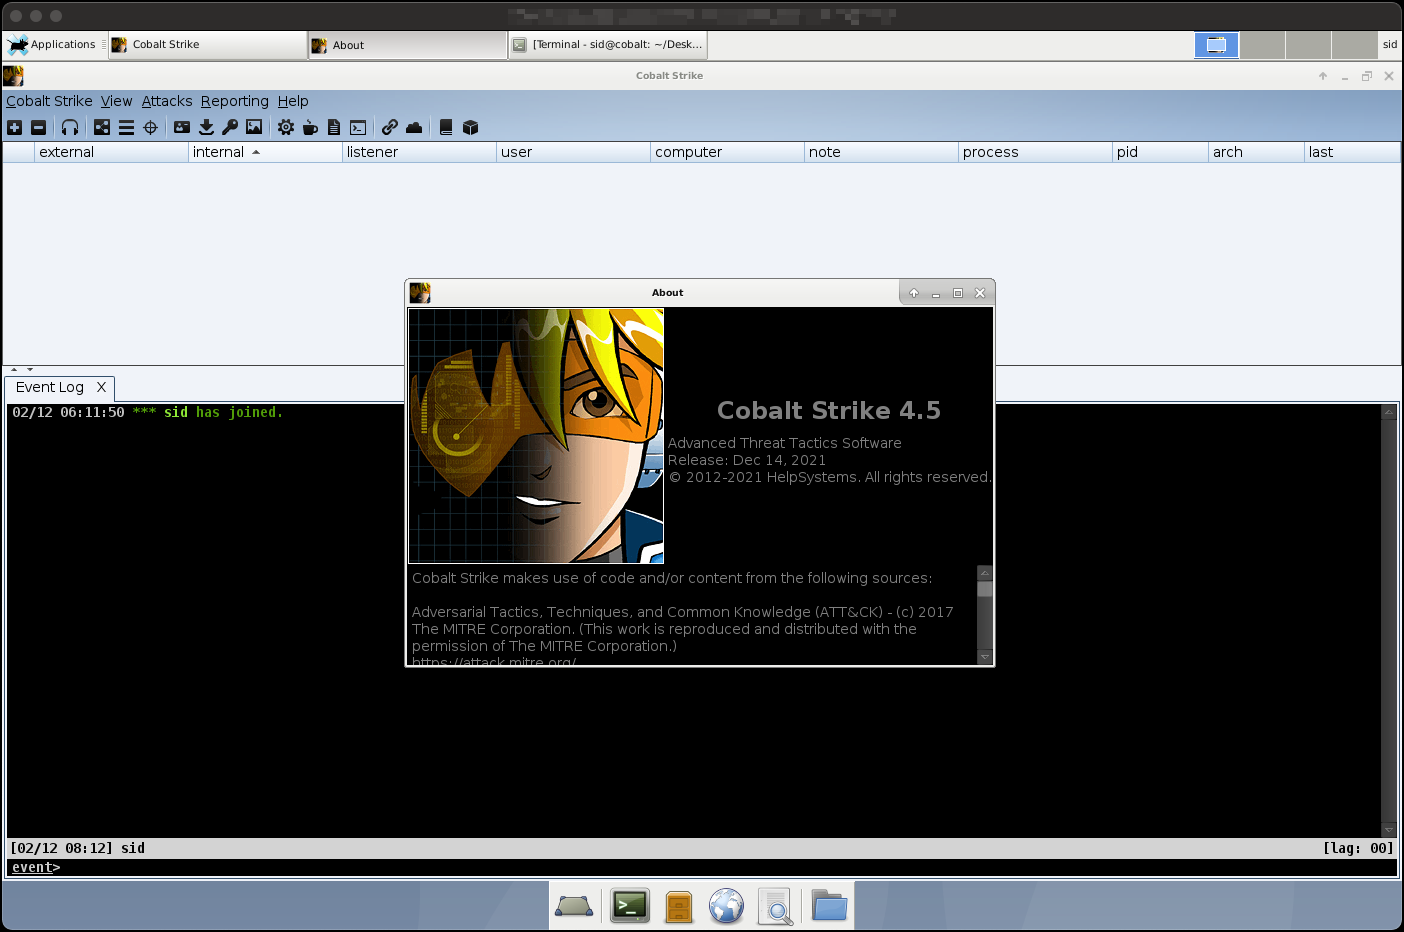 Applications
Cobalt Strike
About
[Terminal - sid@cobalt: ~/Desk...
sid
Cobalt Strike
Cobalt Strike View Attacks Reporting Help
external internal listener user computer note process pid arch last
About
Cobalt Strike 4.5
Advanced Threat Tactics Software
Release: Dec 14, 2021
© 2012-2021 HelpSystems. All rights reserved.
Cobalt Strike makes use of code and/or content from the following sources:
Adversarial Tactics, Techniques, and Common Knowledge (ATT&CK) - (c) 2017
The MITRE Corporation. (This work is reproduced and distributed with the
permission of The MITRE Corporation.)
https://attack.mitre.org/
Event Log X
02/12 06:11:50 *** sid has joined.
[02/12 08:12] sid
[lag: 00]
event>